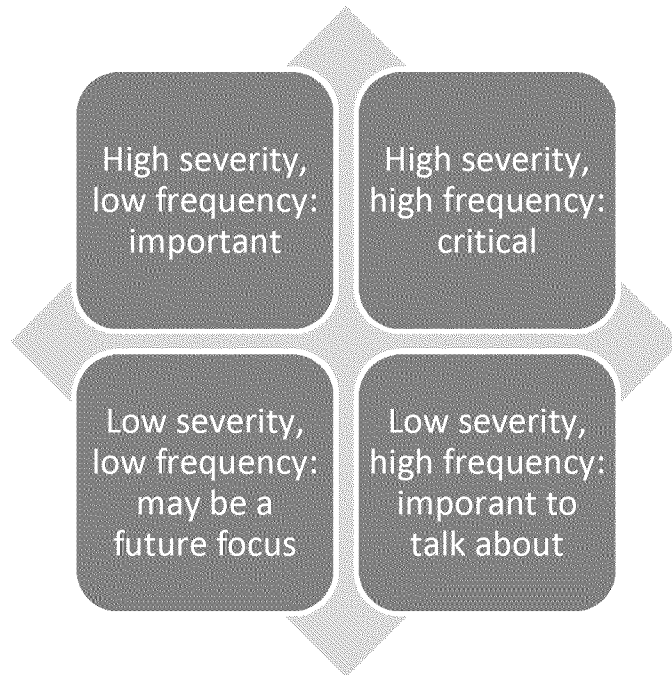 High severity,
low frequency:
important
High severity,
high frequency:
critical
Low severity,
low frequency:
may be a
future focus
Low severity,
high frequency:
imporant to
talk about